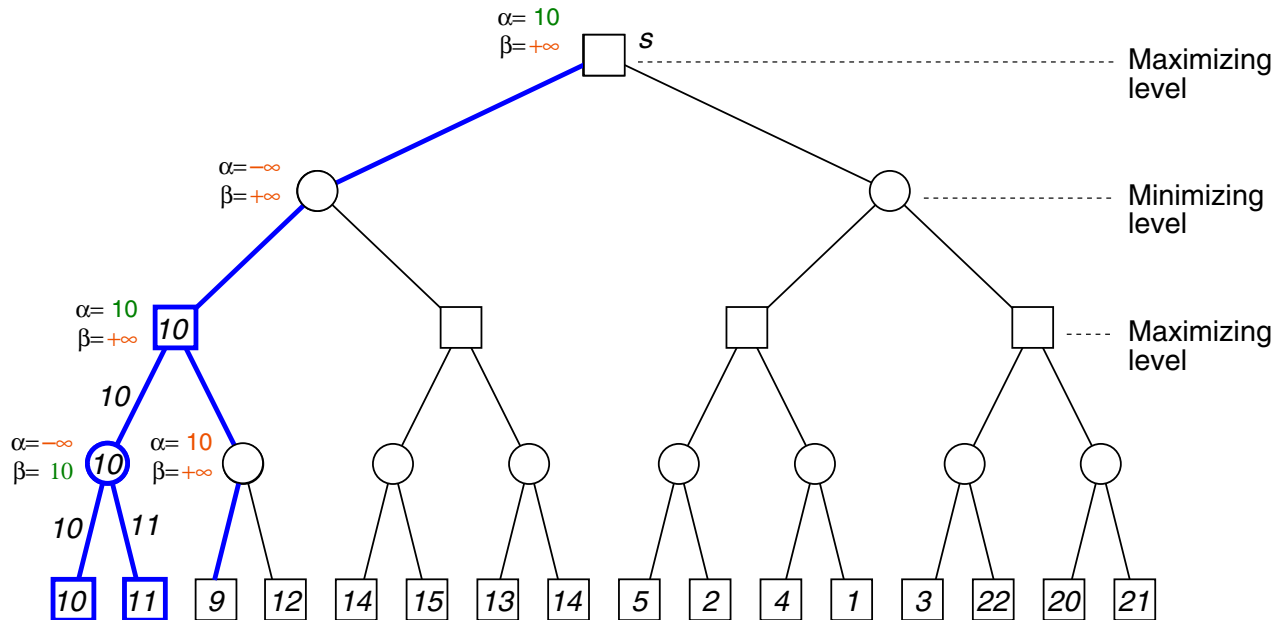 α= 10
β=+∞
s
Maximizing
level
α=−∞
β=+∞
Minimizing
level
α= 10
β=+∞
10
Maximizing
level
10
α=−∞
β= 10
10
α= 10
β=+∞
10
11
10 11 9 12 14 15 13 14 5 2 4 1 3 22 20 21